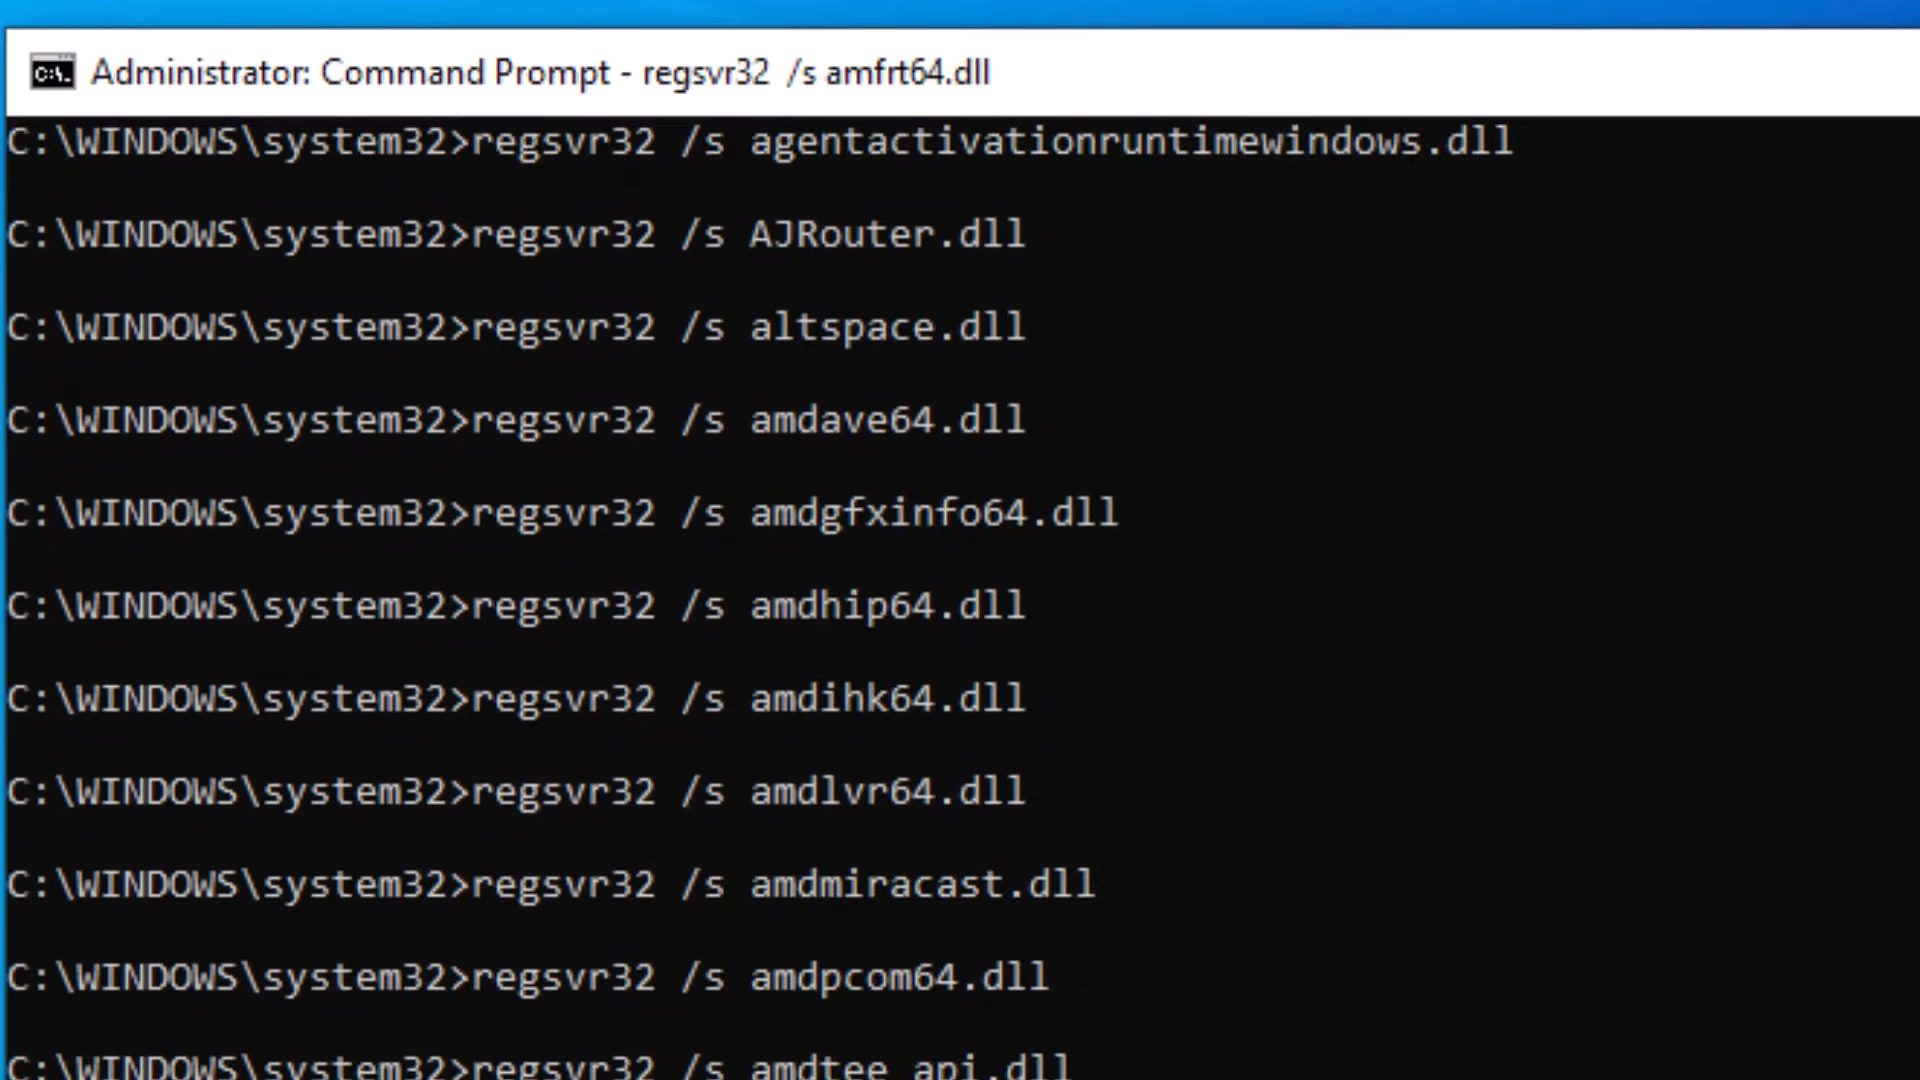 Administrator: Command Prompt - regsvr32  /s amfrt64.dll
C:\WINDOWS\system32>regsvr32 /s agentactivationruntimewindows.dll
C:\WINDOWS\system32>regsvr32 /s AJRouter.dll
C:\WINDOWS\system32>regsvr32 /s altspace.dll
C:\WINDOWS\system32>regsvr32 /s amdave64.dll
C:\WINDOWS\system32>regsvr32 /s amdgfxinfo64.dll
C:\WINDOWS\system32>regsvr32 /s amdhip64.dll
C:\WINDOWS\system32>regsvr32 /s amdihk64.dll
C:\WINDOWS\system32>regsvr32 /s amdlvr64.dll
C:\WINDOWS\system32>regsvr32 /s amdmiracast.dll
C:\WINDOWS\system32>regsvr32 /s amdpcom64.dll
C:\WINDOWS\system32>regsvr32 /s amdtee_api.dll